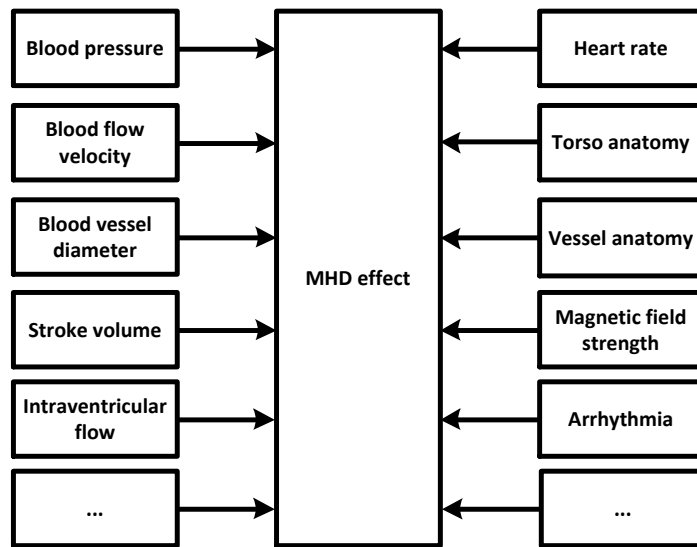 Blood pressure
Blood flow
velocity
Blood vessel
diameter
Stroke volume
Intraventricular
flow
...
MHD effect
Heart rate
Torso anatomy
Vessel anatomy
Magnetic field
strength
Arrhythmia
...